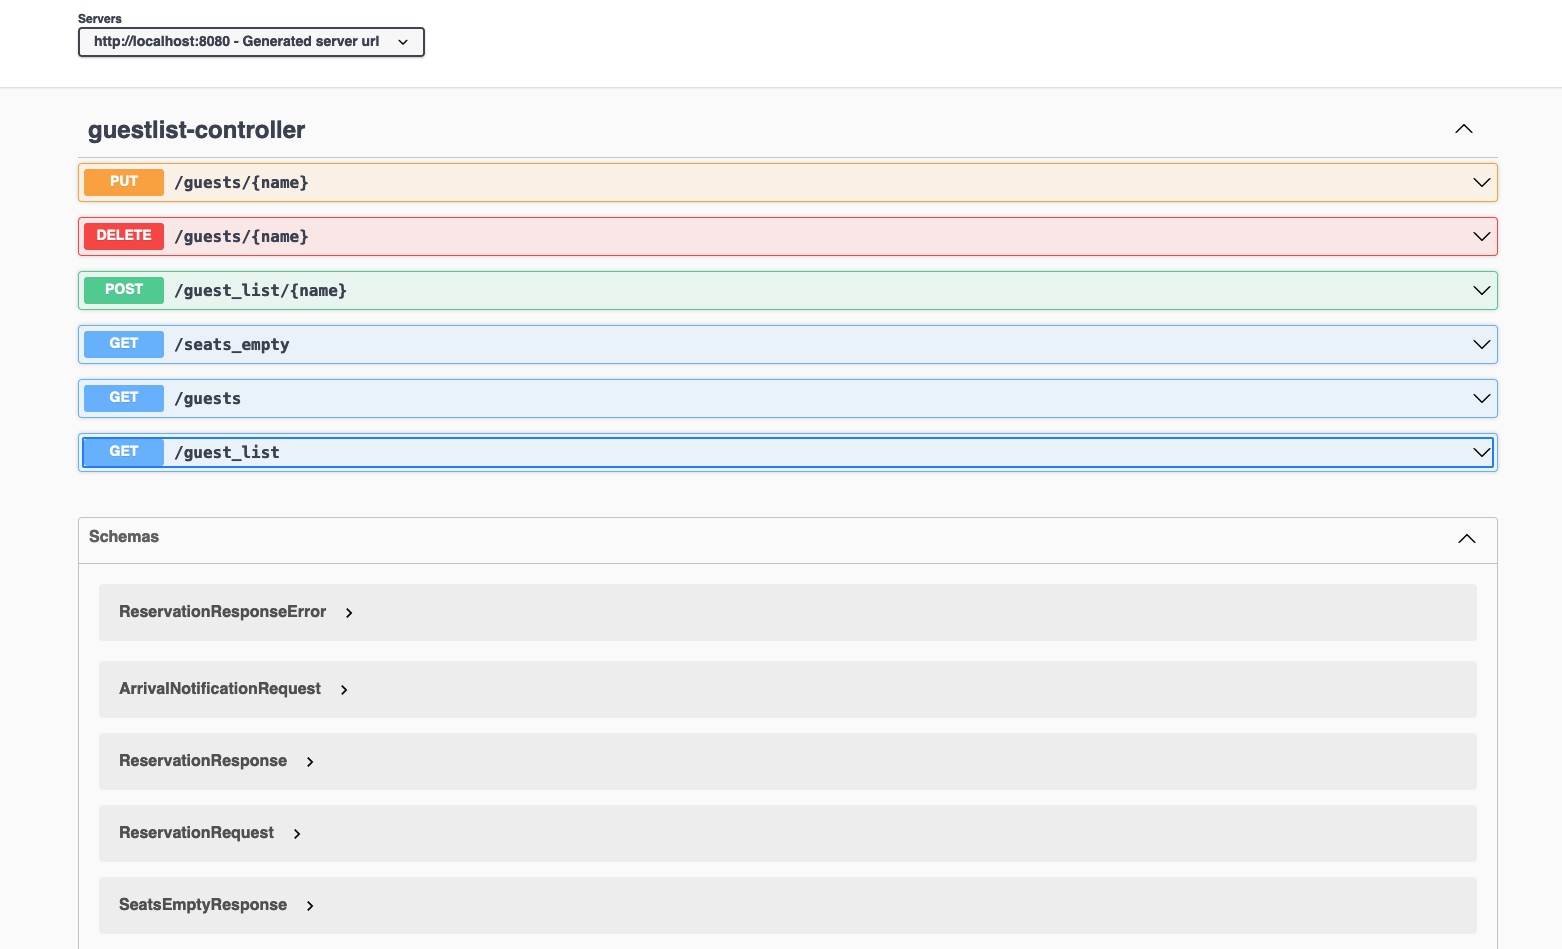 Servers
http://localhost:8080 - Generated server url
guestlist-controller
PUT /guests/{name}
DELETE /guests/{name}
POST /guest_list/{name}
GET /seats_empty
GET /guests
GET /guest_list
Schemas
ReservationResponseError
ArrivalNotificationRequest
ReservationResponse
ReservationRequest
SeatsEmptyResponse